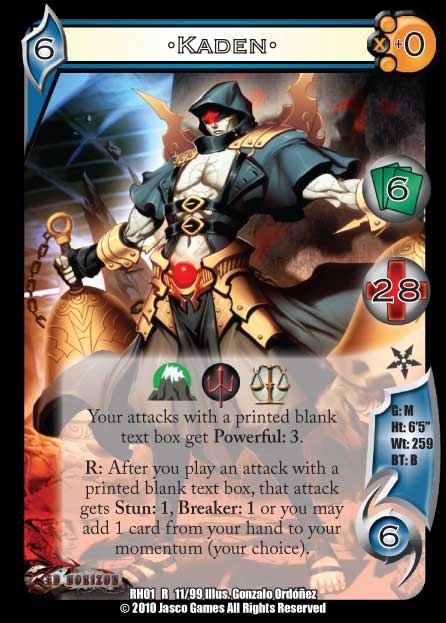 6
•KADEN•
X +0
6
28
Your attacks with a printed blank
text box get Powerful: 3.
R: After you play an attack with a
printed blank text box, that attack
gets Stun: 1, Breaker: 1 or you may
add 1 card from your hand to your
momentum (your choice).
G: M
Ht: 6'5"
Wt: 259
BT: B
6
RED HORIZON
RH01 R 11/99 Illus. Gonzalo Ordóñez
© 2010 Jasco Games All Rights Reserved